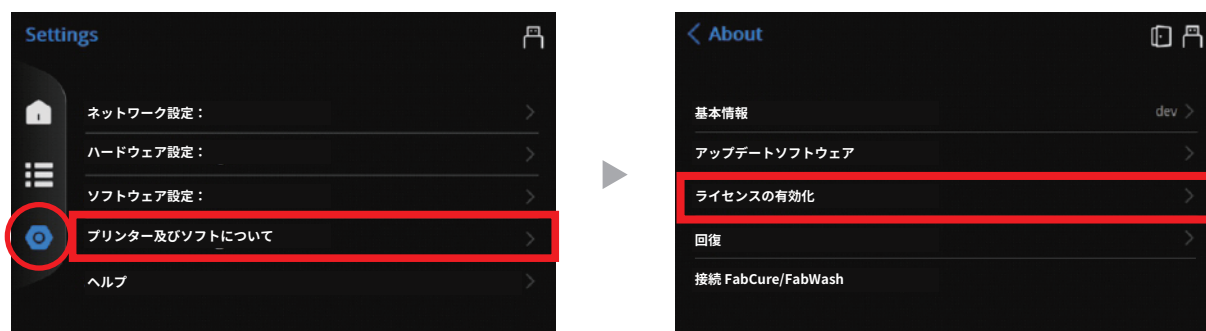 Settings
ネットワーク設定：
ハードウェア設定：
ソフトウェア設定：
プリンター及びソフトについて
ヘルプ
About
基本情報 dev
アップデートソフトウェア
ライセンスの有効化
回復
接続 FabCure/FabWash